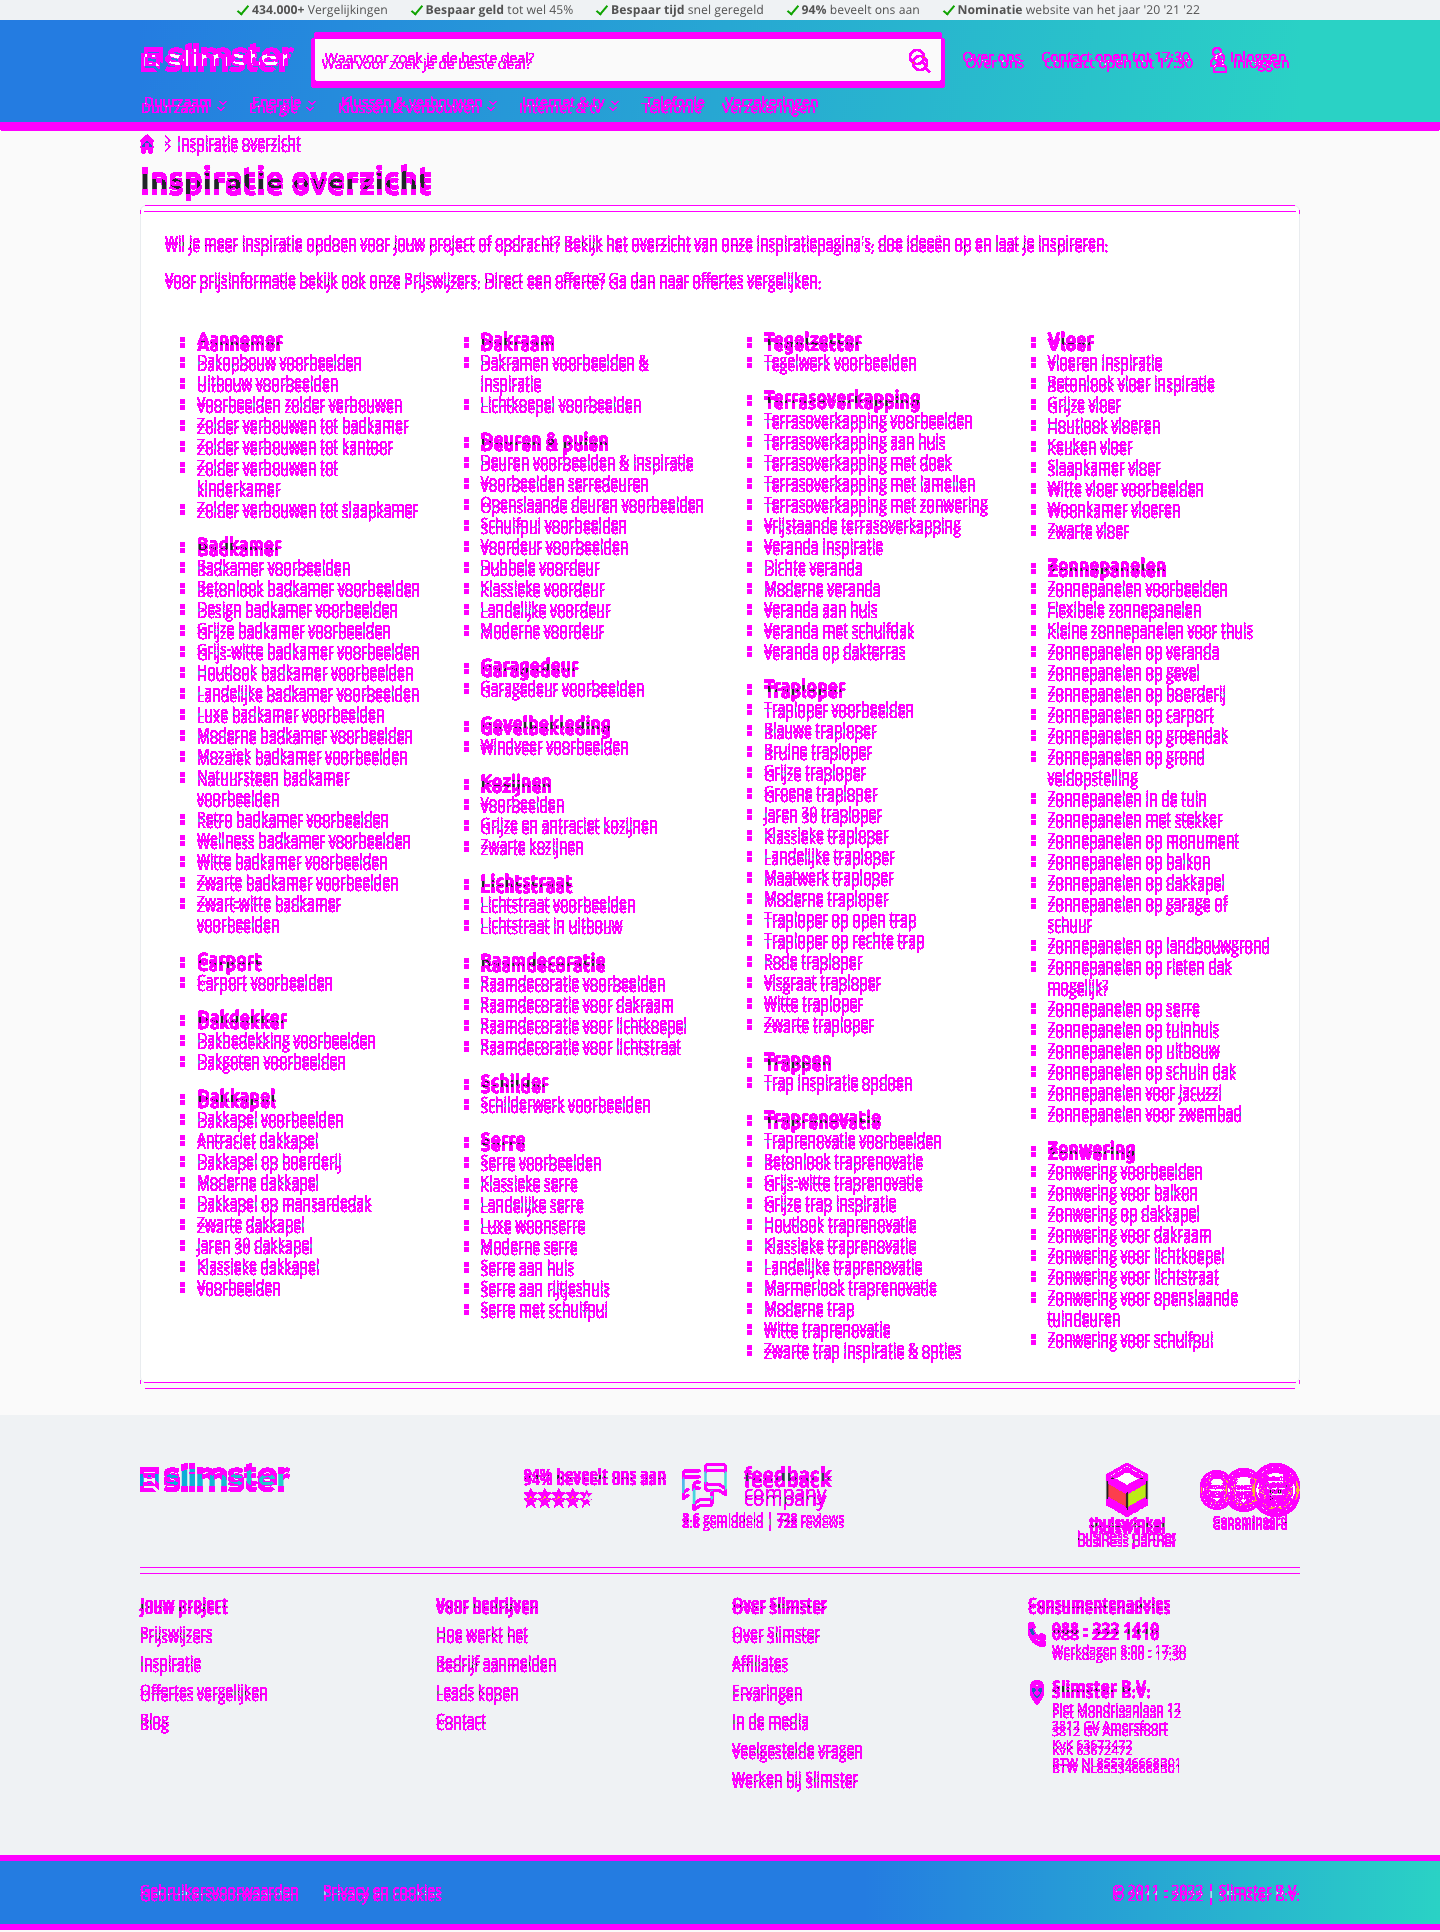 434.000+ Vergelijkingen
Bespaar geld tot wel 45%
Bespaar tijd snel geregeld
94% beveelt ons aan
Nominatie website van het jaar '20 '21 '22
slimster
Waarvoor zoek je de beste deal?
Over ons
Contact open tot 17:30
Inloggen
Duurzaam
Energie
Klussen & verbouwen
Internet & tv
Telefonie
Verzekeringen
Inspiratie overzicht
Inspiratie overzicht
Wil je meer inspiratie opdoen voor jouw project of opdracht? Bekijk het overzicht van onze inspiratiepagina's, doe ideeën op en laat je inspireren.
Voor prijsinformatie bekijk ook onze Prijswijzers. Direct een offerte? Ga dan naar offertes vergelijken.
Aannemer
Dakopbouw voorbeelden
Uitbouw voorbeelden
Voorbeelden zolder verbouwen
Zolder verbouwen tot badkamer
Zolder verbouwen tot kantoor
Zolder verbouwen tot
kinderkamer
Zolder verbouwen tot slaapkamer
Badkamer
Badkamer voorbeelden
Betonlook badkamer voorbeelden
Design badkamer voorbeelden
Grijze badkamer voorbeelden
Grijs-witte badkamer voorbeelden
Houtlook badkamer voorbeelden
Landelijke badkamer voorbeelden
Luxe badkamer voorbeelden
Moderne badkamer voorbeelden
Mozaïek badkamer voorbeelden
Natuursteen badkamer
voorbeelden
Retro badkamer voorbeelden
Wellness badkamer voorbeelden
Witte badkamer voorbeelden
Zwarte badkamer voorbeelden
Zwart-witte badkamer
voorbeelden
Carport
Carport voorbeelden
Dakdekker
Dakbedekking voorbeelden
Dakgoten voorbeelden
Dakkapel
Dakkapel voorbeelden
Antraciet dakkapel
Dakkapel op boerderij
Moderne dakkapel
Dakkapel op mansardedak
Zwarte dakkapel
Jaren 30 dakkapel
Klassieke dakkapel
Voorbeelden
Dakraam
Dakramen voorbeelden &
inspiratie
Lichtkoepel voorbeelden
Deuren & puien
Deuren voorbeelden & inspiratie
Voorbeelden serredeuren
Openslaande deuren voorbeelden
Schuifpui voorbeelden
Voordeur voorbeelden
Dubbele voordeur
Klassieke voordeur
Landelijke voordeur
Moderne voordeur
Garagedeur
Garagedeur voorbeelden
Gevelbekleding
Windveer voorbeelden
Kozijnen
Voorbeelden
Grijze en antraciet kozijnen
Zwarte kozijnen
Lichtstraat
Lichtstraat voorbeelden
Lichtstraat in uitbouw
Raamdecoratie
Raamdecoratie voorbeelden
Raamdecoratie voor dakraam
Raamdecoratie voor lichtkoepel
Raamdecoratie voor lichtstraat
Schilder
Schilderwerk voorbeelden
Serre
Serre voorbeelden
Klassieke serre
Landelijke serre
Luxe woonserre
Moderne serre
Serre aan huis
Serre aan rijtjeshuis
Serre met schuifpui
Tegelzetter
Tegelwerk voorbeelden
Terrasoverkapping
Terrasoverkapping voorbeelden
Terrasoverkapping aan huis
Terrasoverkapping met doek
Terrasoverkapping met lamellen
Terrasoverkapping met zonwering
Vrijstaande terrasoverkapping
Veranda inspiratie
Dichte veranda
Moderne veranda
Veranda aan huis
Veranda met schuifdak
Veranda op dakterras
Traploper
Traploper voorbeelden
Blauwe traploper
Bruine traploper
Grijze traploper
Groene traploper
Jaren 30 traploper
Klassieke traploper
Landelijke traploper
Maatwerk traploper
Moderne traploper
Traploper op open trap
Traploper op rechte trap
Rode traploper
Visgraat traploper
Witte traploper
Zwarte traploper
Trappen
Trap inspiratie opdoen
Traprenovatie
Traprenovatie voorbeelden
Betonlook traprenovatie
Grijs-witte traprenovatie
Grijze trap inspiratie
Houtlook traprenovatie
Klassieke traprenovatie
Landelijke traprenovatie
Marmerlook traprenovatie
Moderne trap
Witte traprenovatie
Zwarte trap inspiratie & opties
Vloer
Vloeren inspiratie
Betonlook vloer inspiratie
Grijze vloer
Houtlook vloeren
Keuken vloer
Slaapkamer vloer
Witte vloer voorbeelden
Woonkamer vloeren
Zwarte vloer
Zonnepanelen
Zonnepanelen voorbeelden
Flexibele zonnepanelen
Kleine zonnepanelen voor thuis
Zonnepanelen op veranda
Zonnepanelen op gevel
Zonnepanelen op boerderij
Zonnepanelen op carport
Zonnepanelen op groendak
Zonnepanelen op grond
veldopstelling
Zonnepanelen in de tuin
Zonnepanelen met stekker
Zonnepanelen op monument
Zonnepanelen op balkon
Zonnepanelen op dakkapel
Zonnepanelen op garage of
schuur
Zonnepanelen op landbouwgrond
Zonnepanelen op rieten dak
mogelijk?
Zonnepanelen op serre
Zonnepanelen op tuinhuis
Zonnepanelen op uitbouw
Zonnepanelen op schuin dak
Zonnepanelen voor jacuzzi
Zonnepanelen voor zwembad
Zonwering
Zonwering voorbeelden
Zonwering voor balkon
Zonwering op dakkapel
Zonwering voor dakraam
Zonwering voor lichtkoepel
Zonwering voor lichtstraat
Zonwering voor openslaande
tuindeuren
Zonwering voor schuifpui
slimster
94% beveelt ons aan
feedback
company
8.6 gemiddeld | 728 reviews
thuiswinkel
business partner
Genomineerd
Jouw project
Prijswijzers
Inspiratie
Offertes vergelijken
Blog
Voor bedrijven
Hoe werkt het
Bedrijf aanmelden
Leads kopen
Contact
Over Slimster
Over Slimster
Affiliates
Ervaringen
In de media
Veelgestelde vragen
Werken bij Slimster
Consumentenadvies
088 - 222 1410
Werkdagen 8:00 - 17:30
Slimster B.V.
Piet Mondriaanlaan 12
3812 GV Amersfoort
KvK 63672472
Gebruikersvoorwaarden
Privacy en cookies
© 2011 - 2022 | Slimster B.V.